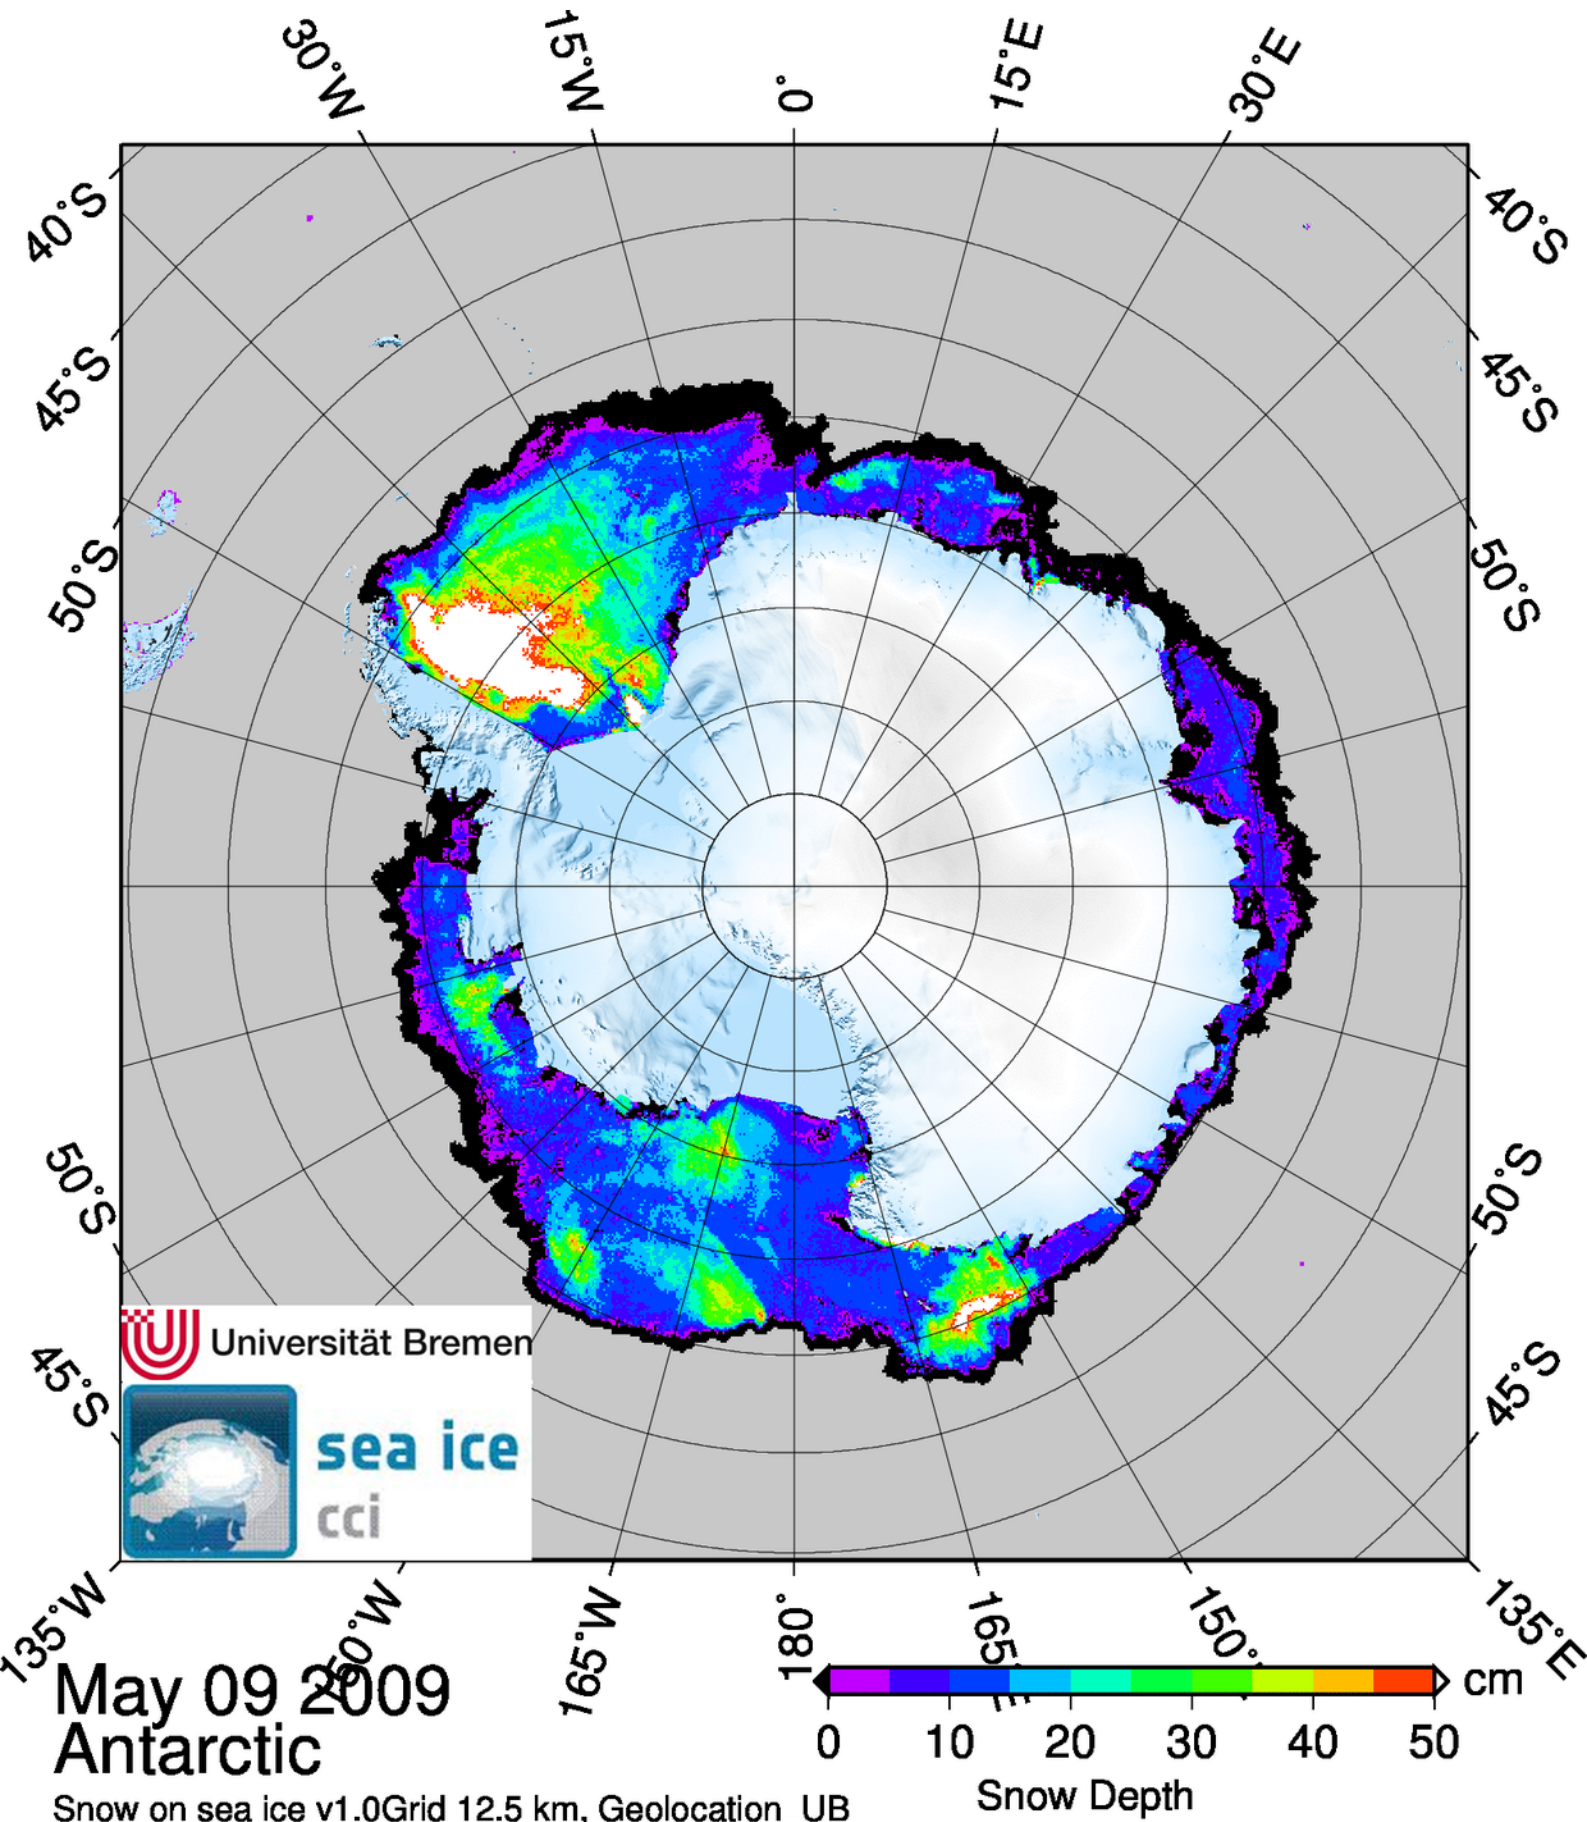 30°W 15°W 0° 15°E 30°E
40°S 40°S
45°S 45°S
50°S 50°S
50°S 50°S
45°S 45°S
Universität Bremen
sea ice
cci
135°W 165°W 180° 165°E 150° 135°E
May 09 2009
Antarctic
Snow on sea ice v1.0Grid 12.5 km, Geolocation UB
cm
0 10 20 30 40 50
Snow Depth